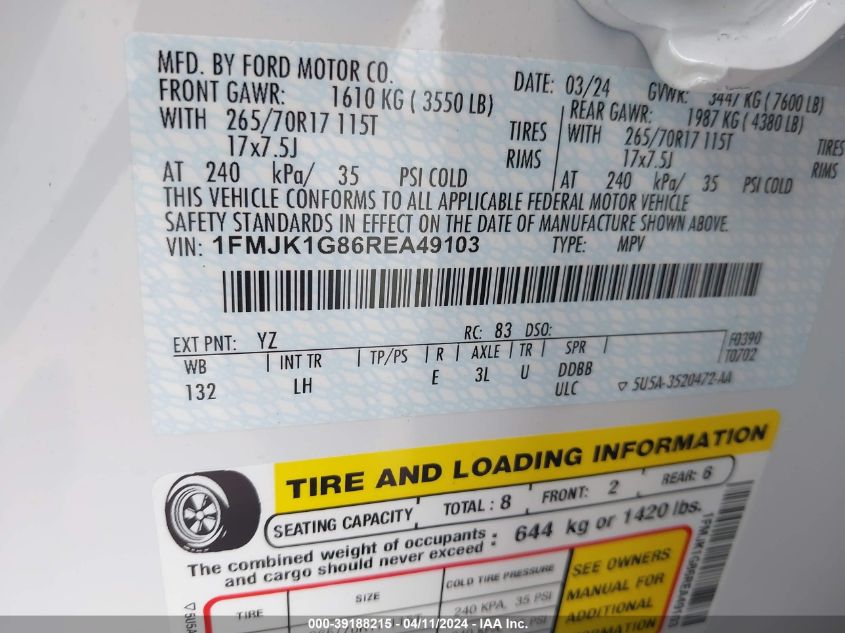 MFD. BY FORD MOTOR CO. DATE: 03/24 GVWR: 3447 KG ( 7600 LB)
FRONT GAWR: 1610 KG ( 3550 LB) REAR GAWR: 1987 KG ( 4380 LB)
WITH 265/70R17 115T TIRES WITH 265/70R17 115T TIRES
17x7.5J RIMS 17x7.5J RIMS
AT 240 kPa/ 35 PSI COLD AT 240 kPa/ 35 PSI COLD
THIS VEHICLE CONFORMS TO ALL APPLICABLE FEDERAL MOTOR VEHICLE
SAFETY STANDARDS IN EFFECT ON THE DATE OF MANUFACTURE SHOWN ABOVE.
VIN: 1FMJK1G86REA49103 TYPE: MPV
EXT PNT: YZ RC: 83 DSO:
WB INT TR TP/PS R AXLE TR SPR F0390
132 LH E 3L U DDBB T0702
ULC 5U5A-3520472-AA
TIRE AND LOADING INFORMATION
SEATING CAPACITY TOTAL : 8 FRONT: 2 REAR: 6
The combined weight of occupants and cargo should never exceed : 644 kg or 1420 lbs.
TIRE SIZE COLD TIRE PRESSURE SEE OWNERS
MANUAL FOR
240 KPA, 35 PSI ADDITIONAL
INFORMATION
000-39188215 - 04/11/2024 - IAA Inc.